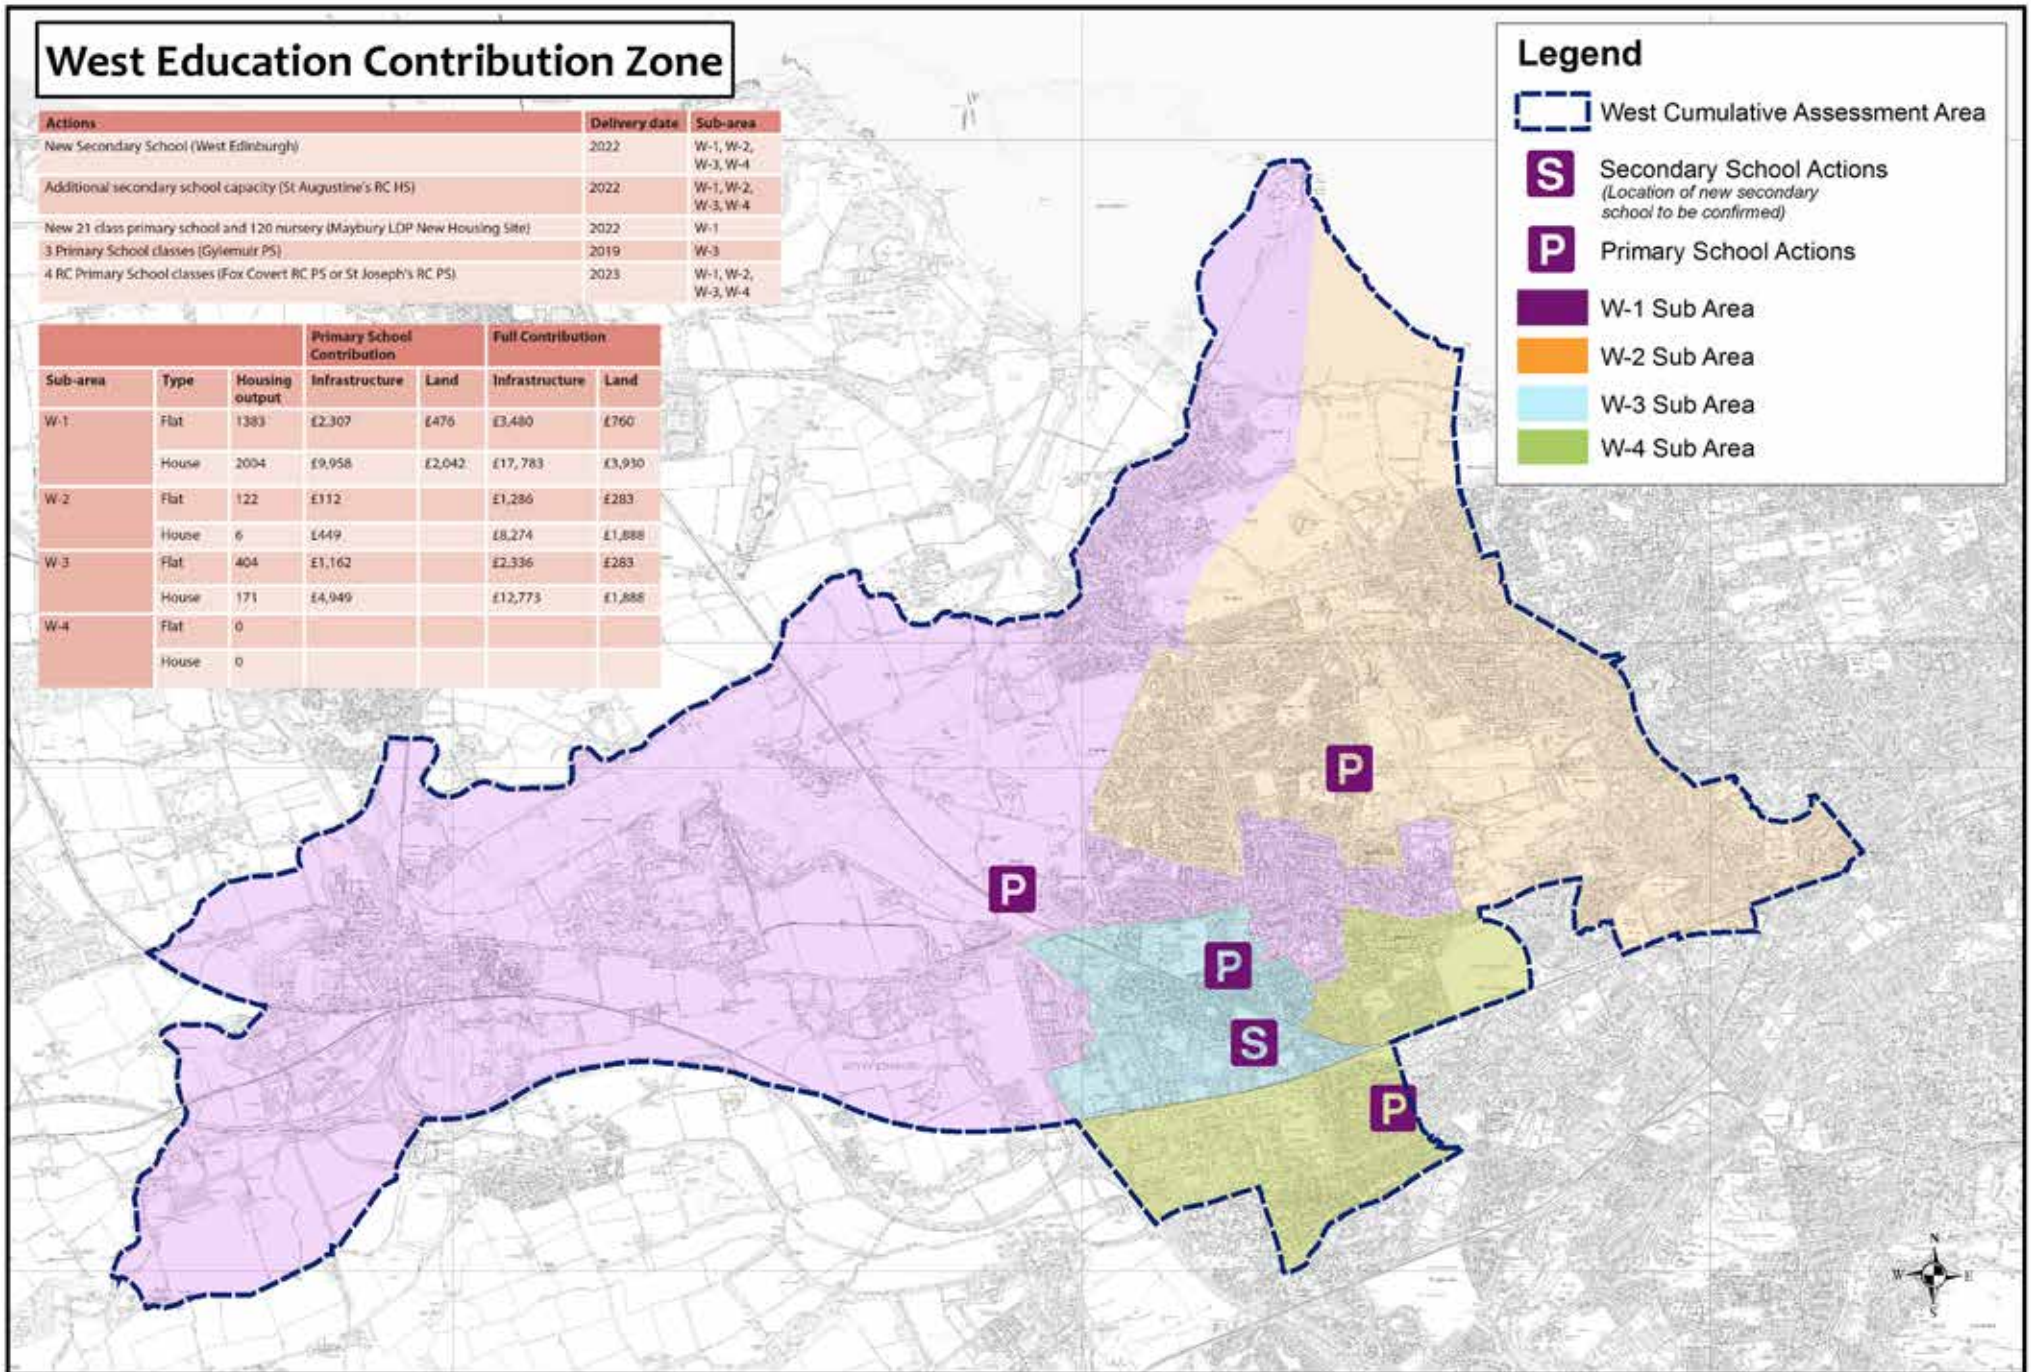 West Education Contribution Zone
Actions Delivery date Sub-area
New Secondary School (West Edinburgh) 2022 W-1, W-2,
W-3, W-4
Additional secondary school capacity (St Augustine's RC HS) 2022 W-1, W-2,
W-3, W-4
New 21 class primary school and 120 nursery (Maybury LDP New Housing Site) 2022 W-1
3 Primary School classes (Gylemuir PS) 2019 W-3
4 RC Primary School classes (Fox Covert RC PS or St Joseph's RC PS) 2023 W-1, W-2,
W-3, W-4
Primary School Full Contribution
Contribution
Sub-area Type Housing Infrastructure Land Infrastructure Land
output
W-1 Flat 1383 £2,307 £476 £3,480 £760
House 2004 £9,958 £2,042 £17,783 £3,930
W-2 Flat 122 £112 £1,286 £283
House 6 £449 £8,274 £1,888
W-3 Flat 404 £1,162 £2,336 £283
House 171 £4,949 £12,773 £1,888
W-4 Flat 0
House 0
Legend
West Cumulative Assessment Area
S Secondary School Actions
(Location of new secondary
school to be confirmed)
P Primary School Actions
W-1 Sub Area
W-2 Sub Area
W-3 Sub Area
W-4 Sub Area
P
P
P
S
P
N
W E
S